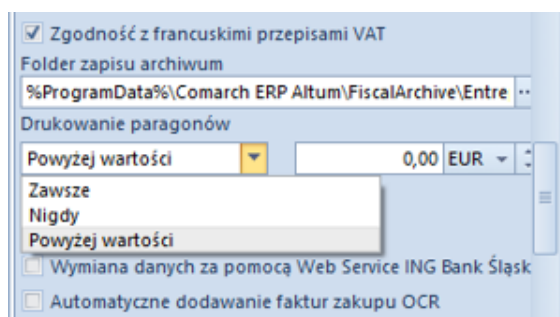 Zgodność z francuskimi przepisami VAT
Folder zapisu archiwum
%ProgramData%\Comarch ERP Altum\FiscalArchive\Entre ...
Drukowanie paragonów
Powyżej wartości 0,00 EUR
Zawsze
Nigdy
Powyżej wartości
Wymiana danych za pomocą Web Service ING Bank Śląsk
Automatyczne dodawanie faktur zakupu OCR